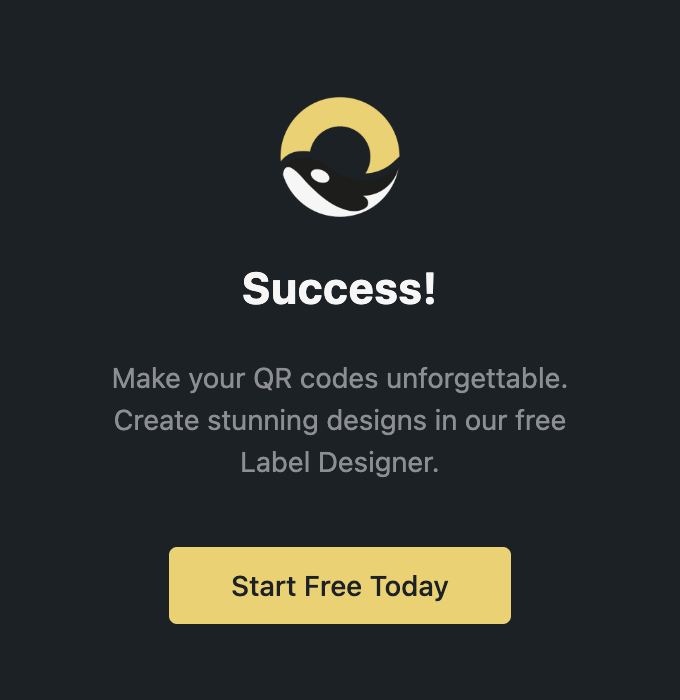 Success!
Make your QR codes unforgettable.
Create stunning designs in our free
Label Designer.
Start Free Today